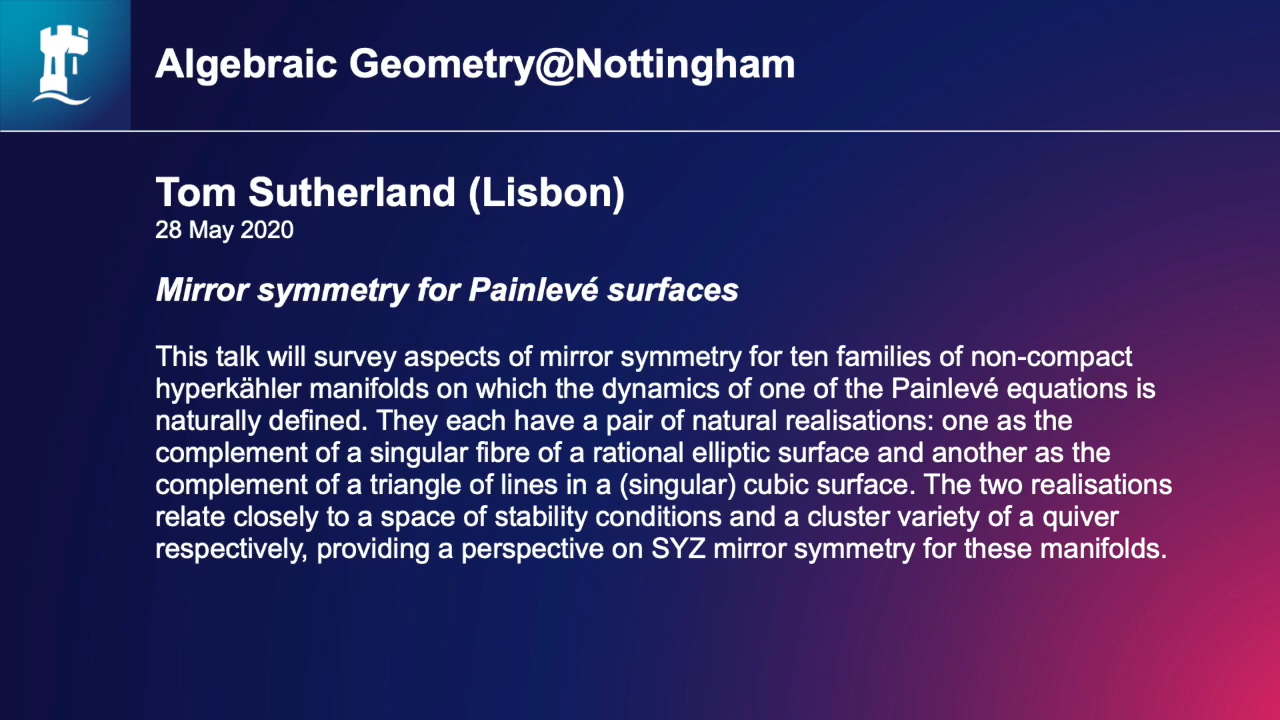 Algebraic Geometry@Nottingham
Tom Sutherland (Lisbon)
28 May 2020
Mirror symmetry for Painlevé surfaces
This talk will survey aspects of mirror symmetry for ten families of non-compact
hyperkähler manifolds on which the dynamics of one of the Painlevé equations is
naturally defined. They each have a pair of natural realisations: one as the
complement of a singular fibre of a rational elliptic surface and another as the
complement of a triangle of lines in a (singular) cubic surface. The two realisations
relate closely to a space of stability conditions and a cluster variety of a quiver
respectively, providing a perspective on SYZ mirror symmetry for these manifolds.